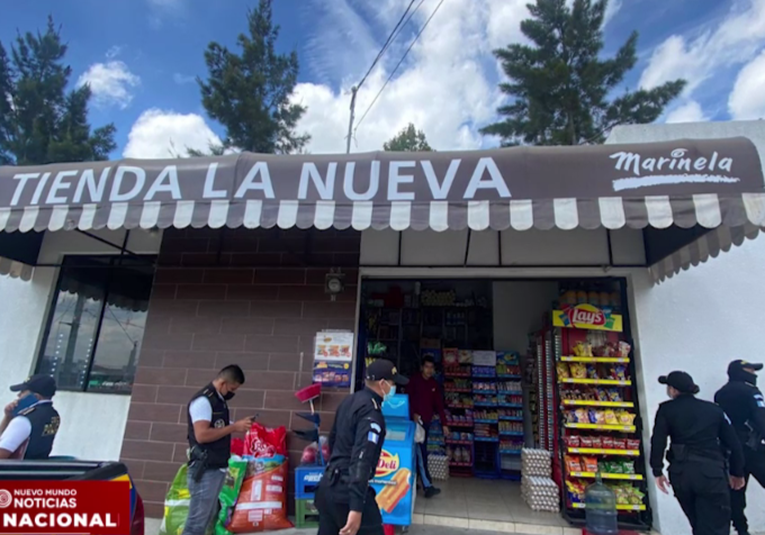 TIENDA LA NUEVA
Marinela
Lay's
Deli
NUEVO MUNDO
NOTICIAS
NACIONAL